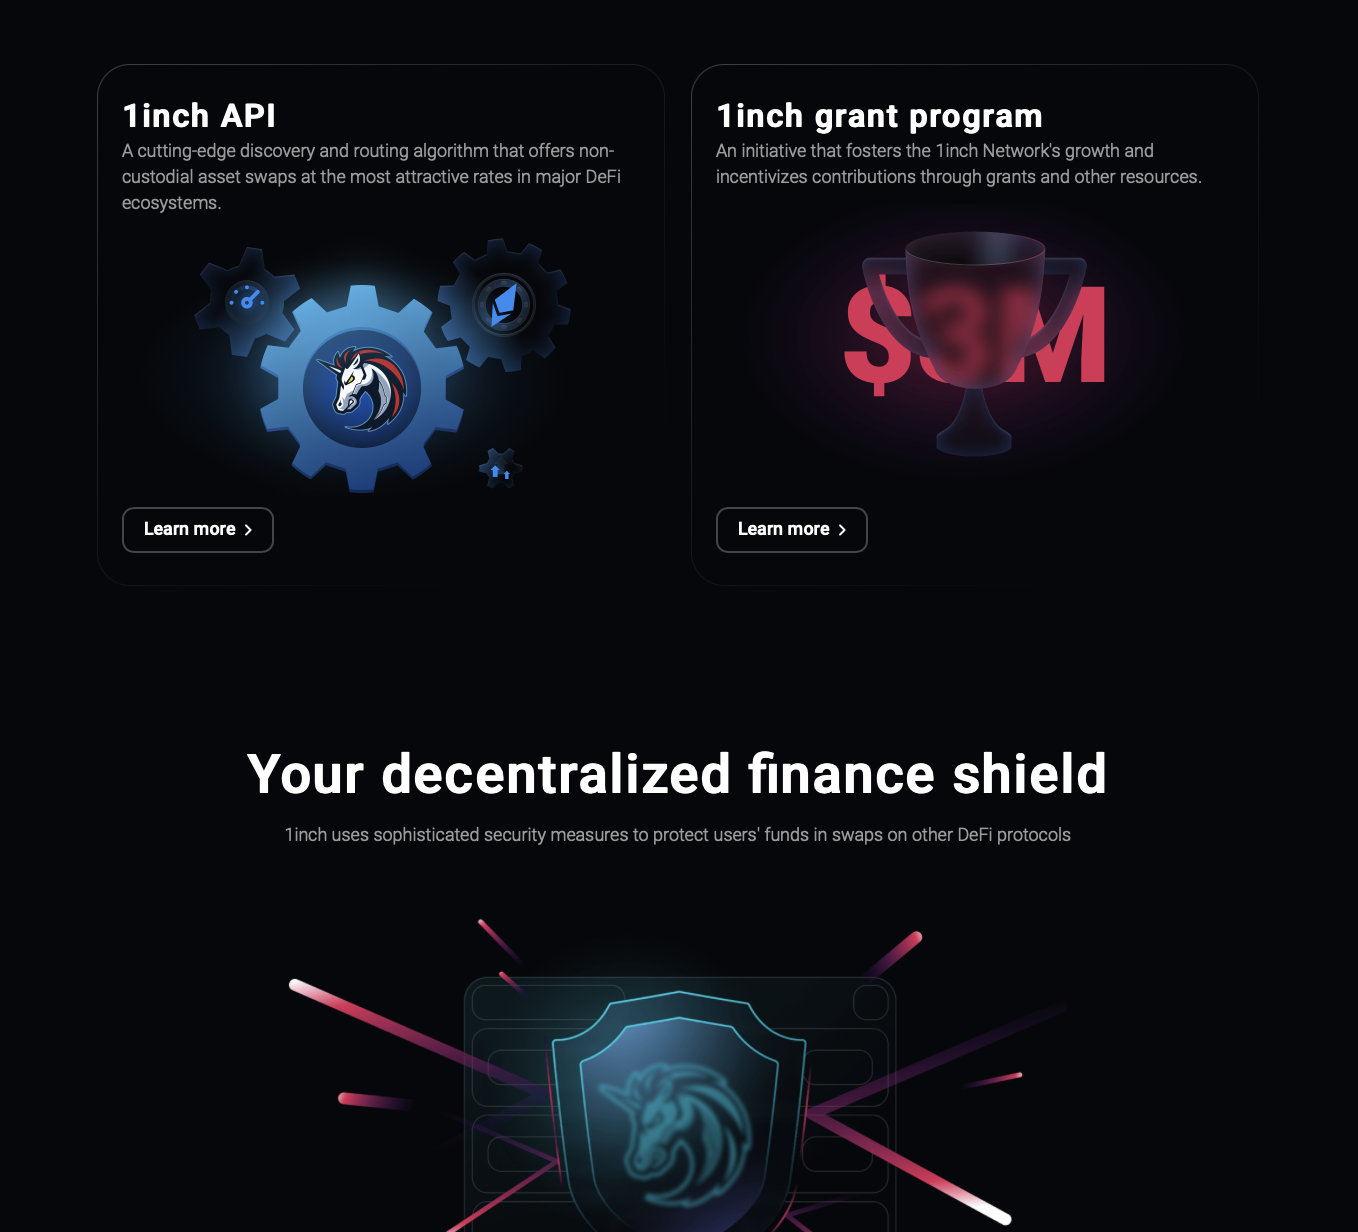 1inch API
A cutting-edge discovery and routing algorithm that offers non-
custodial asset swaps at the most attractive rates in major DeFi
ecosystems.
Learn more
1inch grant program
An initiative that fosters the 1inch Network's growth and
incentivizes contributions through grants and other resources.
$3M
Learn more
Your decentralized finance shield
1inch uses sophisticated security measures to protect users' funds in swaps on other DeFi protocols